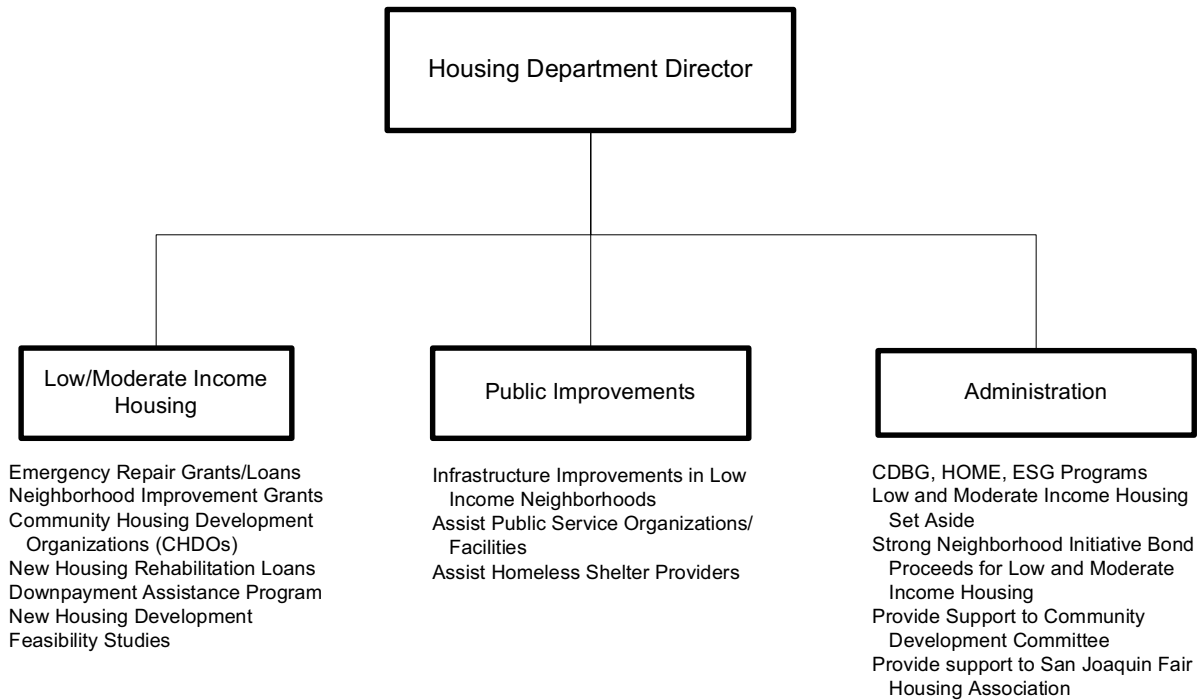 Housing Department Director
Low/Moderate Income
Housing
Public Improvements
Administration
Emergency Repair Grants/Loans
Neighborhood Improvement Grants
Community Housing Development
Organizations (CHDOs)
New Housing Rehabilitation Loans
Downpayment Assistance Program
New Housing Development
Feasibility Studies
Infrastructure Improvements in Low
Income Neighborhoods
Assist Public Service Organizations/
Facilities
Assist Homeless Shelter Providers
CDBG, HOME, ESG Programs
Low and Moderate Income Housing
Set Aside
Strong Neighborhood Initiative Bond
Proceeds for Low and Moderate
Income Housing
Provide Support to Community
Development Committee
Provide support to San Joaquin Fair
Housing Association